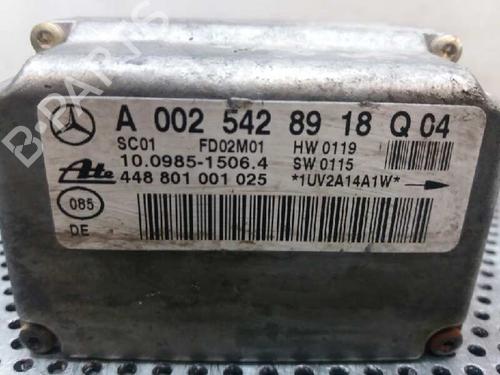 A 002 542 89 18 Q 04
SC01 FD02M01 HW 0119
Ate 10.0985-1506.4 SW 0115
448 801 001 025 *1UV2A14A1W*
085
DE